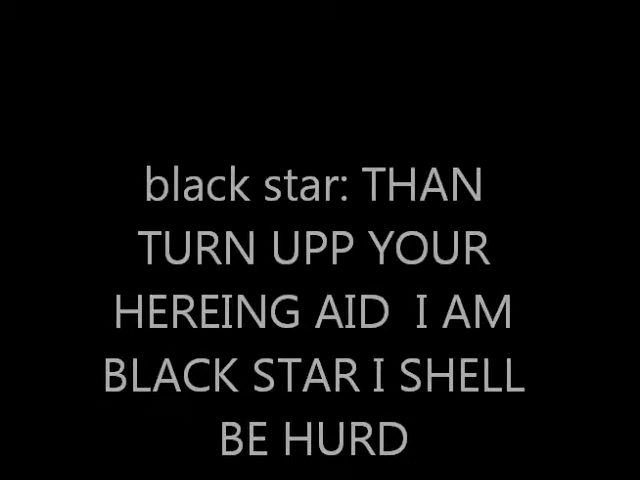 black star: THAN
TURN UPP YOUR
HEREING AID  I AM
BLACK STAR I SHELL
BE HURD